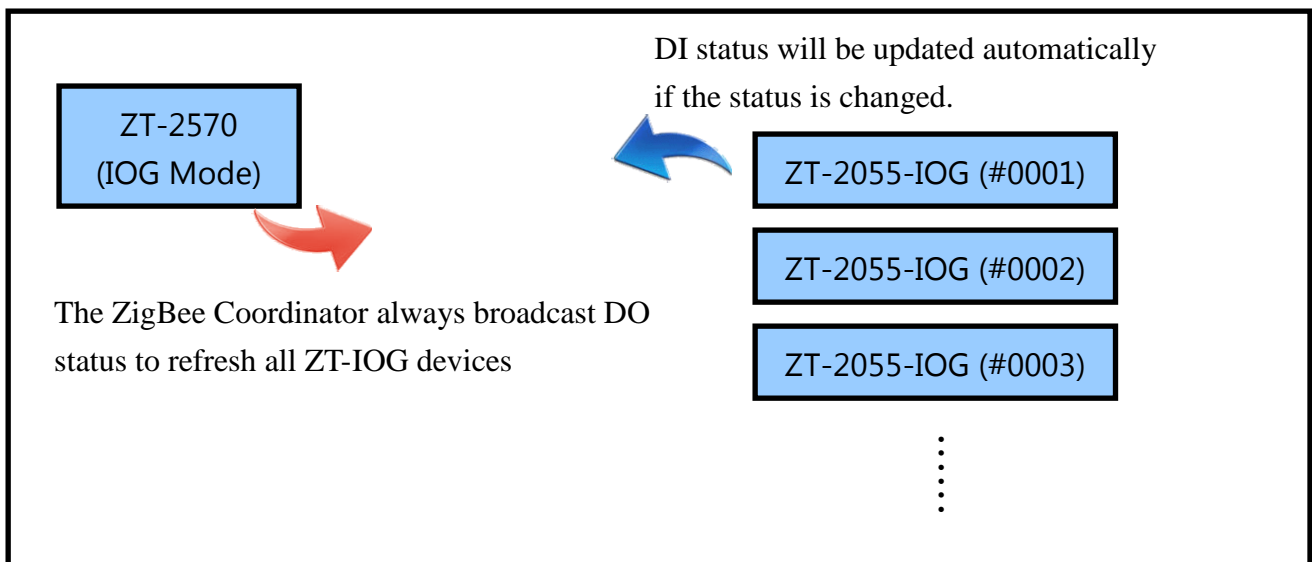 DI status will be updated automatically
if the status is changed.
ZT-2570
(IOG Mode)
ZT-2055-IOG (#0001)
ZT-2055-IOG (#0002)
The ZigBee Coordinator always broadcast DO
status to refresh all ZT-IOG devices
ZT-2055-IOG (#0003)